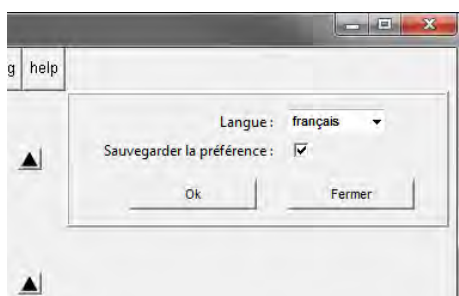 g help
Langue : français
Sauvegarder la préférence :
Ok Fermer